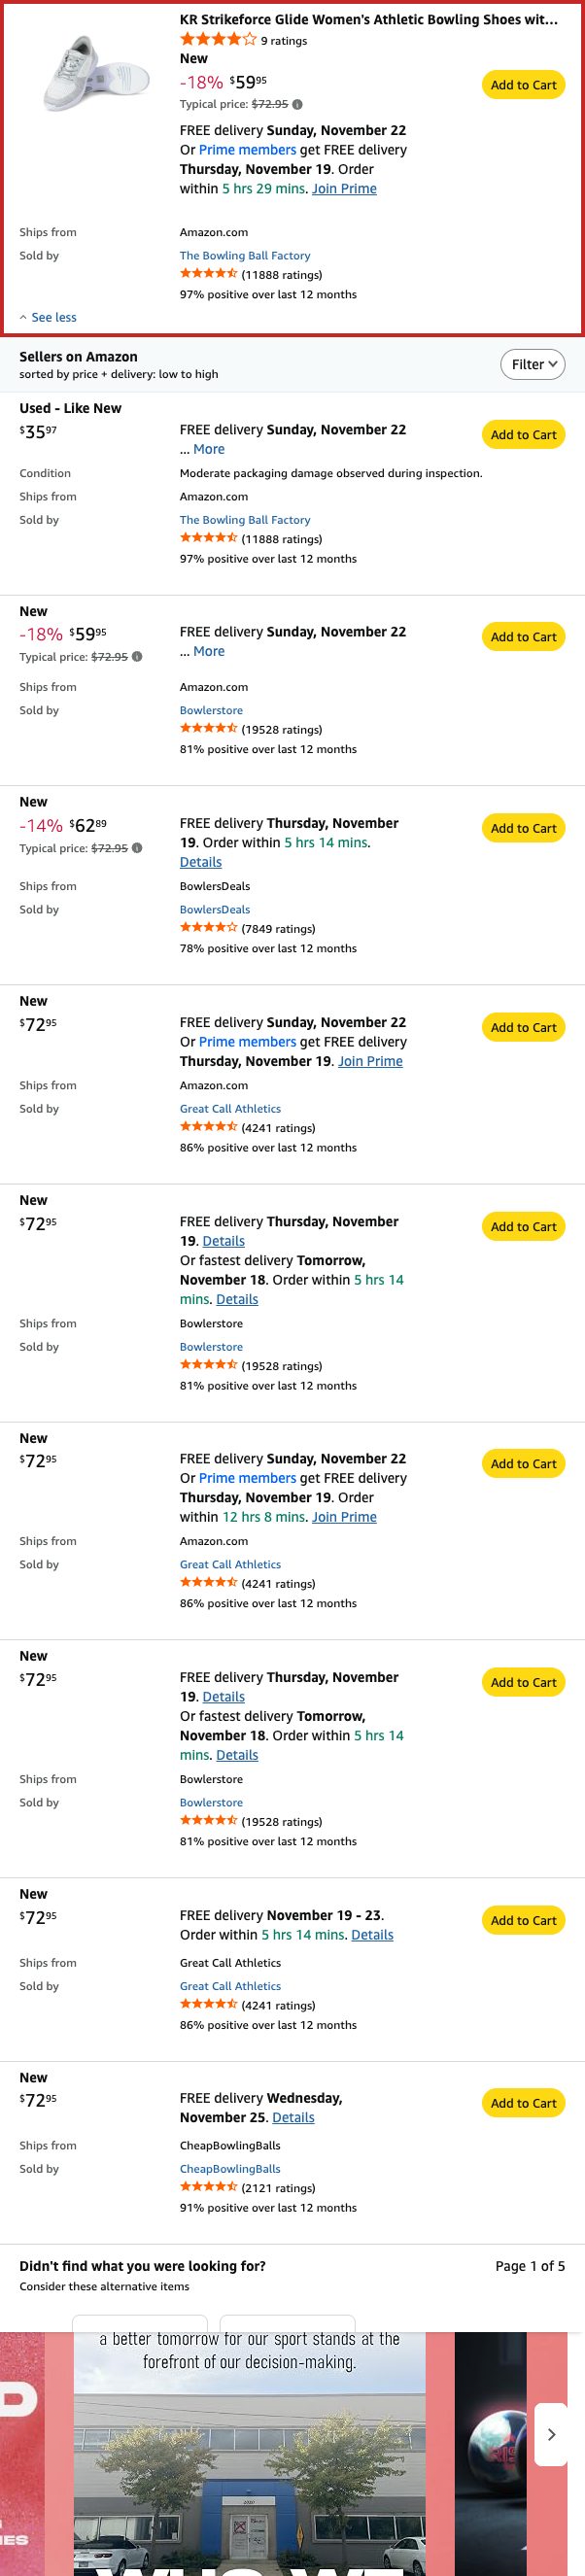 KR Strikeforce Glide Women's Athletic Bowling Shoes wit...
9 ratings
New
-18% $59⁹⁵
Add to Cart
Typical price: $72.95
FREE delivery Sunday, November 22
Or Prime members get FREE delivery
Thursday, November 19. Order
within 5 hrs 29 mins. Join Prime
Ships from Amazon.com
Sold by The Bowling Ball Factory
(11888 ratings)
97% positive over last 12 months
See less
Sellers on Amazon
sorted by price + delivery: low to high
Filter
Used - Like New
$35⁹⁷
FREE delivery Sunday, November 22
... More
Add to Cart
Condition Moderate packaging damage observed during inspection.
Ships from Amazon.com
Sold by The Bowling Ball Factory
(11888 ratings)
97% positive over last 12 months
New
-18% $59⁹⁵
Typical price: $72.95
FREE delivery Sunday, November 22
... More
Add to Cart
Ships from Amazon.com
Sold by Bowlerstore
(19528 ratings)
81% positive over last 12 months
New
-14% $62⁸⁹
Typical price: $72.95
FREE delivery Thursday, November
19. Order within 5 hrs 14 mins.
Details
Add to Cart
Ships from BowlersDeals
Sold by BowlersDeals
(7849 ratings)
78% positive over last 12 months
New
$72⁹⁵
FREE delivery Sunday, November 22
Or Prime members get FREE delivery
Thursday, November 19. Join Prime
Add to Cart
Ships from Amazon.com
Sold by Great Call Athletics
(4241 ratings)
86% positive over last 12 months
New
$72⁹⁵
FREE delivery Thursday, November
19. Details
Or fastest delivery Tomorrow,
November 18. Order within 5 hrs 14
mins. Details
Add to Cart
Ships from Bowlerstore
Sold by Bowlerstore
(19528 ratings)
81% positive over last 12 months
New
$72⁹⁵
FREE delivery Sunday, November 22
Or Prime members get FREE delivery
Thursday, November 19. Order
within 12 hrs 8 mins. Join Prime
Add to Cart
Ships from Amazon.com
Sold by Great Call Athletics
(4241 ratings)
86% positive over last 12 months
New
$72⁹⁵
FREE delivery Thursday, November
19. Details
Or fastest delivery Tomorrow,
November 18. Order within 5 hrs 14
mins. Details
Add to Cart
Ships from Bowlerstore
Sold by Bowlerstore
(19528 ratings)
81% positive over last 12 months
New
$72⁹⁵
FREE delivery November 19 - 23.
Order within 5 hrs 14 mins. Details
Add to Cart
Ships from Great Call Athletics
Sold by Great Call Athletics
(4241 ratings)
86% positive over last 12 months
New
$72⁹⁵
FREE delivery Wednesday,
November 25. Details
Add to Cart
Ships from CheapBowlingBalls
Sold by CheapBowlingBalls
(2121 ratings)
91% positive over last 12 months
Didn't find what you were looking for?
Page 1 of 5
Consider these alternative items
a better tomorrow for our sport stands at the
forefront of our decision-making.